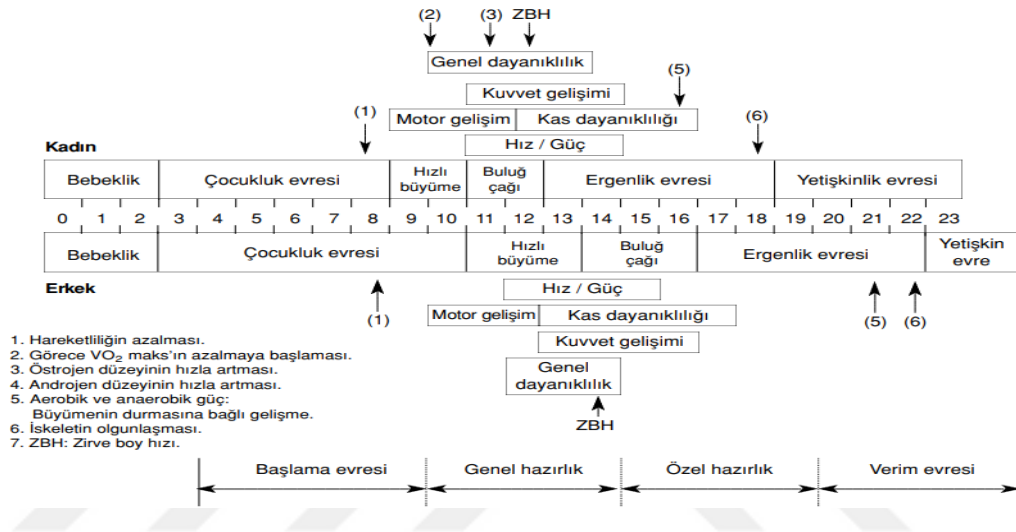 (2) (3) ZBH
Genel dayanıklılık
(5)
Kuvvet gelişimi
(1)
Motor gelişim Kas dayanıklılığı
(6)
Kadın
Hız / Güç
Bebeklik Çocukluk evresi Hızlı büyüme Buluğ çağı Ergenlik evresi Yetişkinlik evresi
0 1 2 3 4 5 6 7 8 9 10 11 12 13 14 15 16 17 18 19 20 21 22 23
Bebeklik Çocukluk evresi Hızlı büyüme Buluğ çağı Ergenlik evresi Yetişkin evre
Erkek
Hız / Güç
(1)
Motor gelişim Kas dayanıklılığı
(5) (6)
Kuvvet gelişimi
Genel
dayanıklılık
ZBH
1. Hareketliliğin azalması.
2. Görece VO₂ maks'ın azalmaya başlaması.
3. Östrojen düzeyinin hızla artması.
4. Androjen düzeyinin hızla artması.
5. Aerobik ve anaerobik güç:
Büyümenin durmasına bağlı gelişme.
6. İskeletin olgunlaşması.
7. ZBH: Zirve boy hızı.
Başlama evresi Genel hazırlık Özel hazırlık Verim evresi